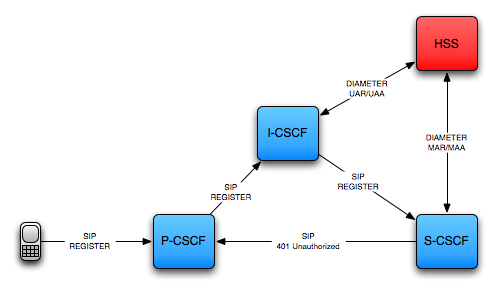 HSS
DIAMETER
UAR/UAA
I-CSCF
DIAMETER
MAR/MAA
SIP
REGISTER
SIP
REGISTER
SIP
REGISTER
P-CSCF
SIP
401 Unauthorized
S-CSCF